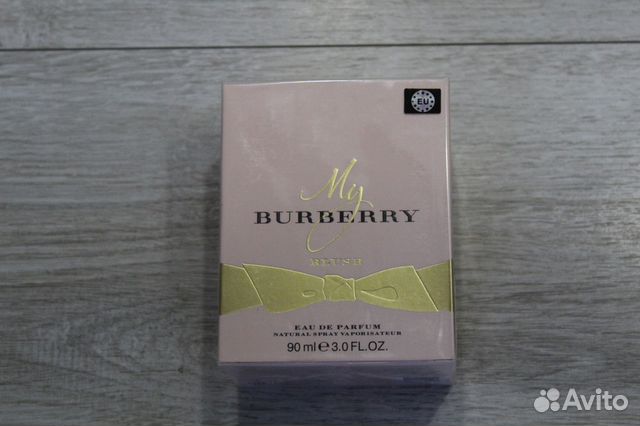 EU
My
BURBERRY
BLUSH
EAU DE PARFUM
NATURAL SPRAY VAPORISATEUR
90 ml ℮ 3.0 FL.OZ.
Avito